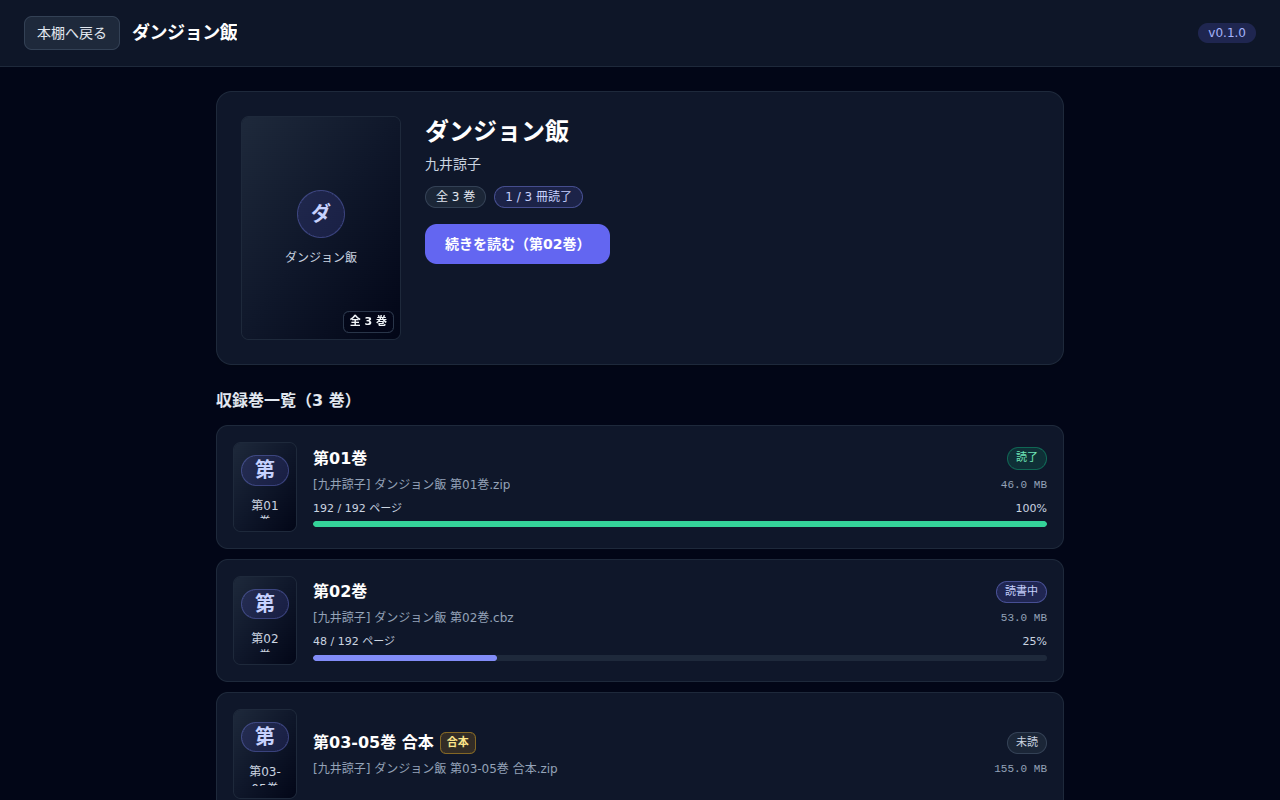 本棚へ戻る ダンジョン飯 v0.1.0
ダ
ダンジョン飯
全 3 巻
ダンジョン飯
九井諒子
全 3 巻 1 / 3 冊読了
続きを読む（第02巻）
収録巻一覧（3 巻）
第
第01
第01巻 読了
[九井諒子] ダンジョン飯 第01巻.zip 46.0 MB
192 / 192 ページ 100%
第
第02
第02巻 読書中
[九井諒子] ダンジョン飯 第02巻.cbz 53.0 MB
48 / 192 ページ 25%
第
第03-
第03-05巻 合本 合本 未読
[九井諒子] ダンジョン飯 第03-05巻 合本.zip 155.0 MB